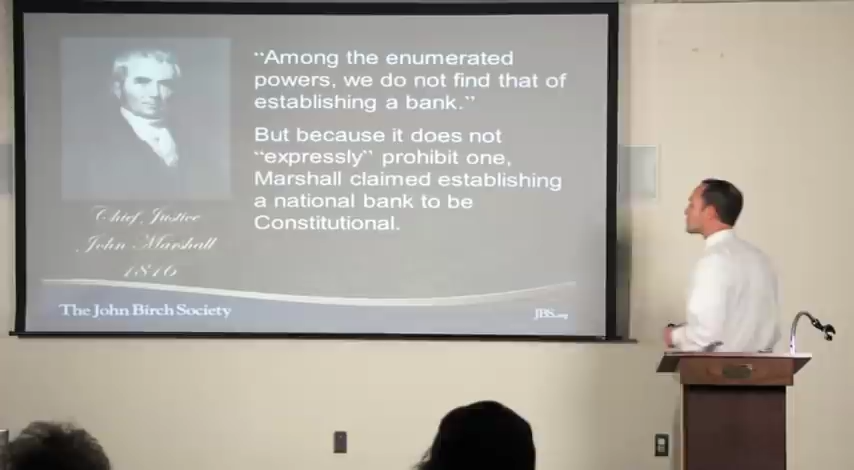 “Among the enumerated
powers, we do not find that of
establishing a bank.”
But because it does not
“expressly” prohibit one,
Marshall claimed establishing
a national bank to be
Constitutional.
Chief Justice
John Marshall
1816
The John Birch Society
JBS.org